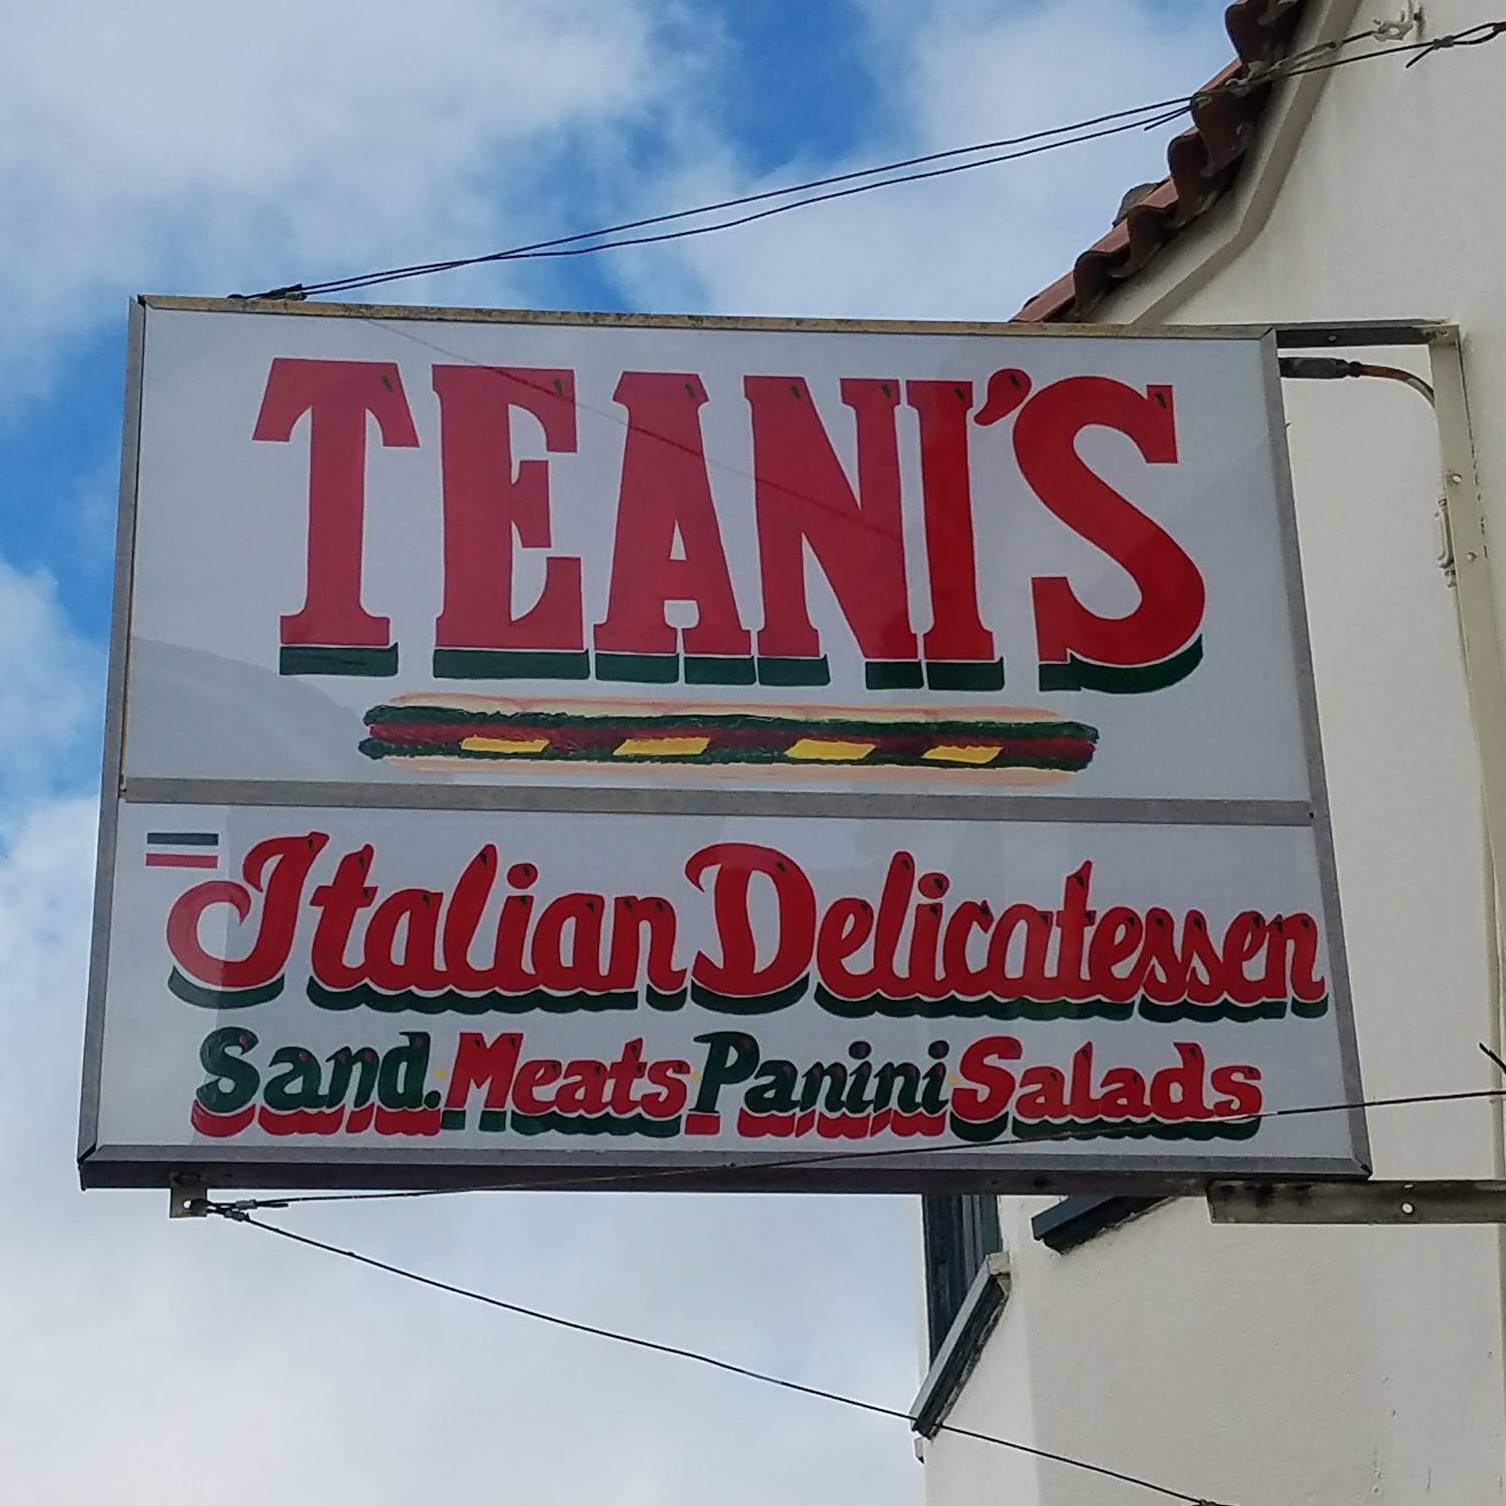 TEANI'S
Italian Delicatessen
Sand. Meats · Panini · Salads